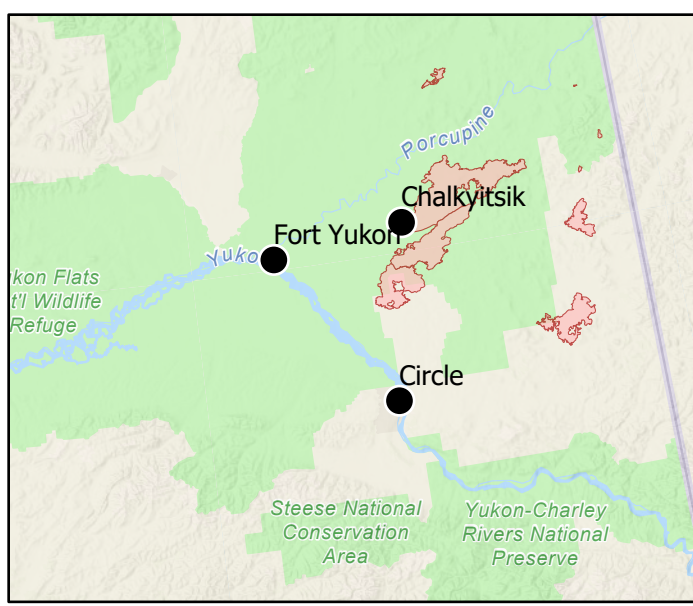 Porcupine
Chalkyitsik
Fort Yukon
Yuko
kon Flats
t'l Wildlife
Refuge
Circle
Steese National
Conservation
Area
Yukon-Charley
Rivers National
Preserve